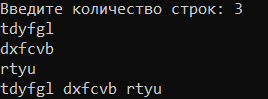 Введите количество строк: 3
tdyfgl
dxfcvb
rtyu
tdyfgl dxfcvb rtyu